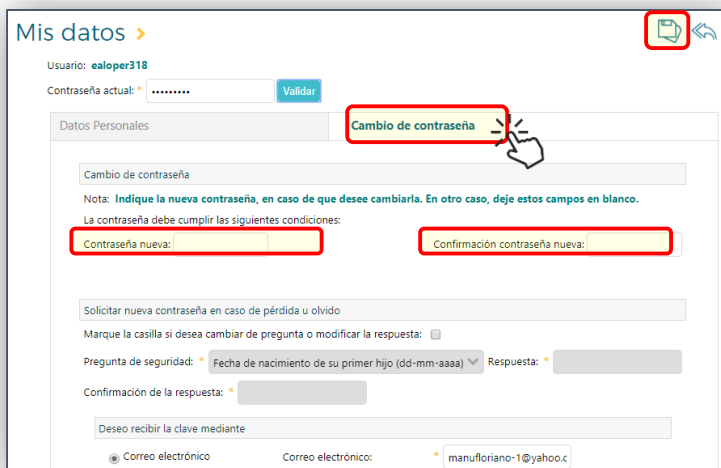 Mis datos >
Usuario: ealoper318
Contraseña actual: * ········· Validar
Datos Personales Cambio de contraseña
Cambio de contraseña
Nota: Indique la nueva contraseña, en caso de que desee cambiarla. En otro caso, deje estos campos en blanco.
La contraseña debe cumplir las siguientes condiciones:
Contraseña nueva: Confirmación contraseña nueva:
Solicitar nueva contraseña en caso de pérdida u olvido
Marque la casilla si desea cambiar de pregunta o modificar la respuesta:
Pregunta de seguridad: * Fecha de nacimiento de su primer hijo (dd-mm-aaaa) Respuesta: *
Confirmación de la respuesta: *
Deseo recibir la clave mediante
Correo electrónico Correo electrónico: * manufloriano-1@yahoo.c